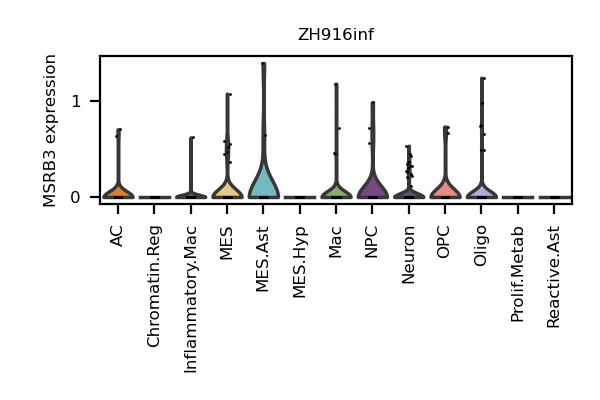 ZH916inf
MSRB3 expression
1
0
AC
Chromatin.Reg
Inflammatory.Mac
MES
MES.Ast
MES.Hyp
Mac
NPC
Neuron
OPC
Oligo
Prolif.Metab
Reactive.Ast